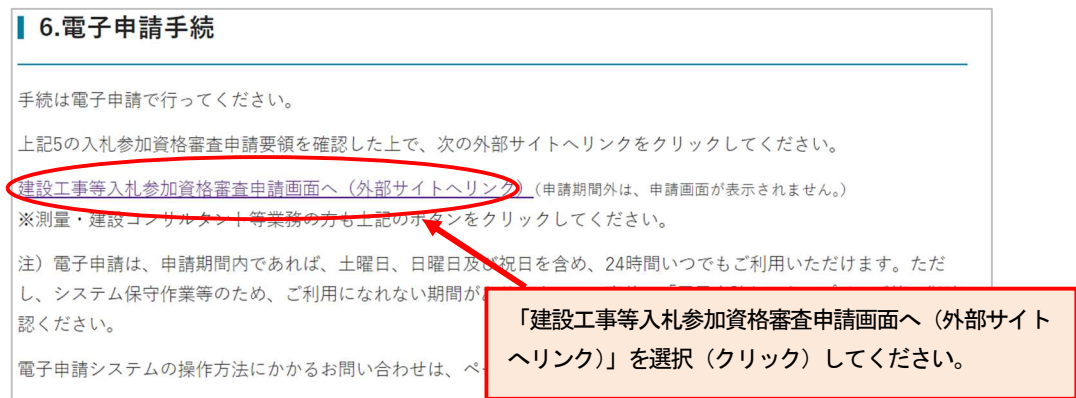 6.電子申請手続
手続は電子申請で行ってください。
上記5の入札参加資格審査申請要領を確認した上で、次の外部サイトへリンクをクリックしてください。
建設工事等入札参加資格審査申請画面へ（外部サイトへリンク）（申請期間外は、申請画面が表示されません。）
※測量・建設コンサルタント等業務の方も上記のボタンをクリックしてください。
注）電子申請は、申請期間内であれば、土曜日、日曜日及び祝日を含め、24時間いつでもご利用いただけます。ただ
し、システム保守作業等のため、ご利用になれない期間が
認ください。
電子申請システムの操作方法にかかるお問い合わせは、ペ
「建設工事等入札参加資格審査申請画面へ（外部サイト
へリンク）」を選択（クリック）してください。